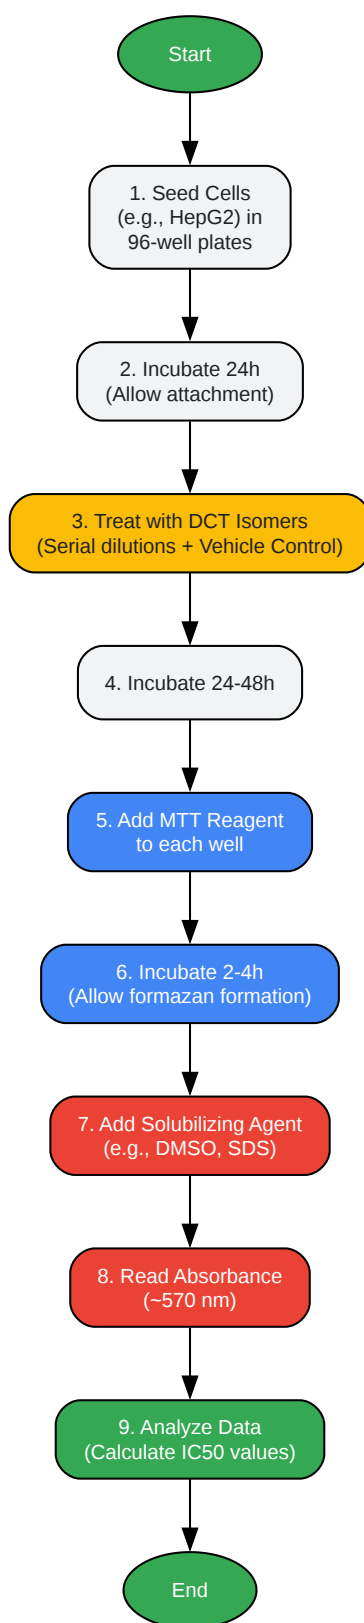 Start
1. Seed Cells
(e.g., HepG2) in
96-well plates
2. Incubate 24h
(Allow attachment)
3. Treat with DCT Isomers
(Serial dilutions + Vehicle Control)
4. Incubate 24-48h
5. Add MTT Reagent
to each well
6. Incubate 2-4h
(Allow formazan formation)
7. Add Solubilizing Agent
(e.g., DMSO, SDS)
8. Read Absorbance
(~570 nm)
9. Analyze Data
(Calculate IC50 values)
End